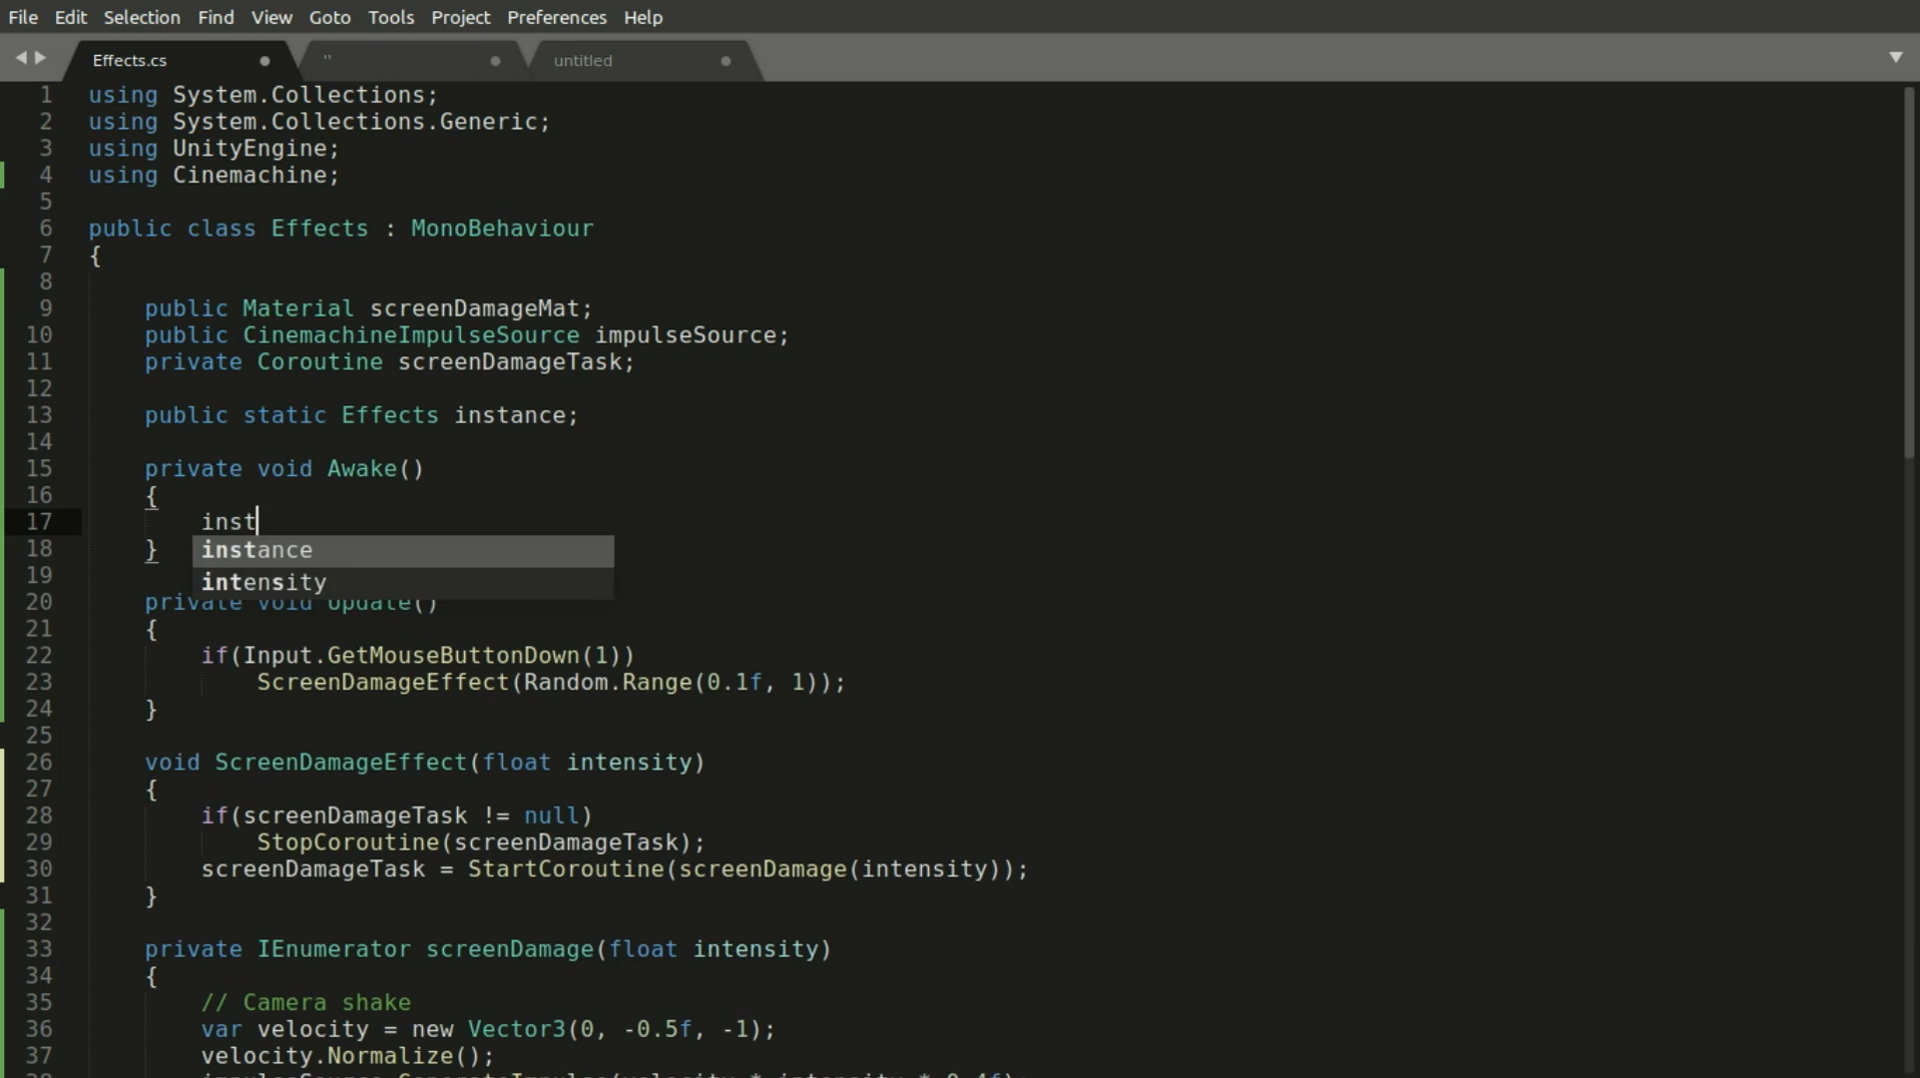 File Edit Selection Find View Goto Tools Project Preferences Help
Effects.cs " untitled
1 using System.Collections;
2 using System.Collections.Generic;
3 using UnityEngine;
4 using Cinemachine;
5
6 public class Effects : MonoBehaviour
7 {
8
9 public Material screenDamageMat;
10 public CinemachineImpulseSource impulseSource;
11 private Coroutine screenDamageTask;
12
13 public static Effects instance;
14
15 private void Awake()
16 {
17 inst
instance
18 }
19
intensity
20 private void Update()
21 {
22 if(Input.GetMouseButtonDown(1))
23 ScreenDamageEffect(Random.Range(0.1f, 1));
24 }
25
26 void ScreenDamageEffect(float intensity)
27 {
28 if(screenDamageTask != null)
29 StopCoroutine(screenDamageTask);
30 screenDamageTask = StartCoroutine(screenDamage(intensity));
31 }
32
33 private IEnumerator screenDamage(float intensity)
34 {
35 // Camera shake
36 var velocity = new Vector3(0, -0.5f, -1);
37 velocity.Normalize();